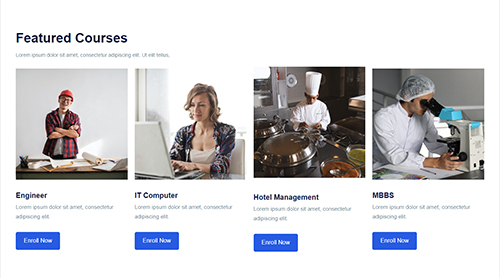 Featured Courses
Lorem ipsum dolor sit amet, consectetur adipiscing elit. Ut elit tellus,
Engineer
Lorem ipsum dolor sit amet, consectetur
adipiscing elit.
Enroll Now
IT Computer
Lorem ipsum dolor sit amet, consectetur
adipiscing elit.
Enroll Now
Hotel Management
Lorem ipsum dolor sit amet, consectetur
adipiscing elit.
Enroll Now
MBBS
Lorem ipsum dolor sit amet, consectetur
adipiscing elit.
Enroll Now